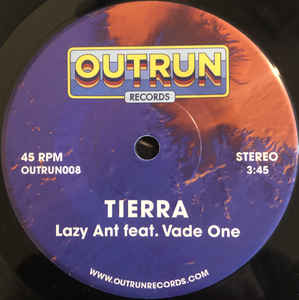 OUTRUN
RECORDS
45 RPM
OUTRUN008
STEREO
3:45
TIERRA
Lazy Ant feat. Vade One
WWW.OUTRUNRECORDS.COM